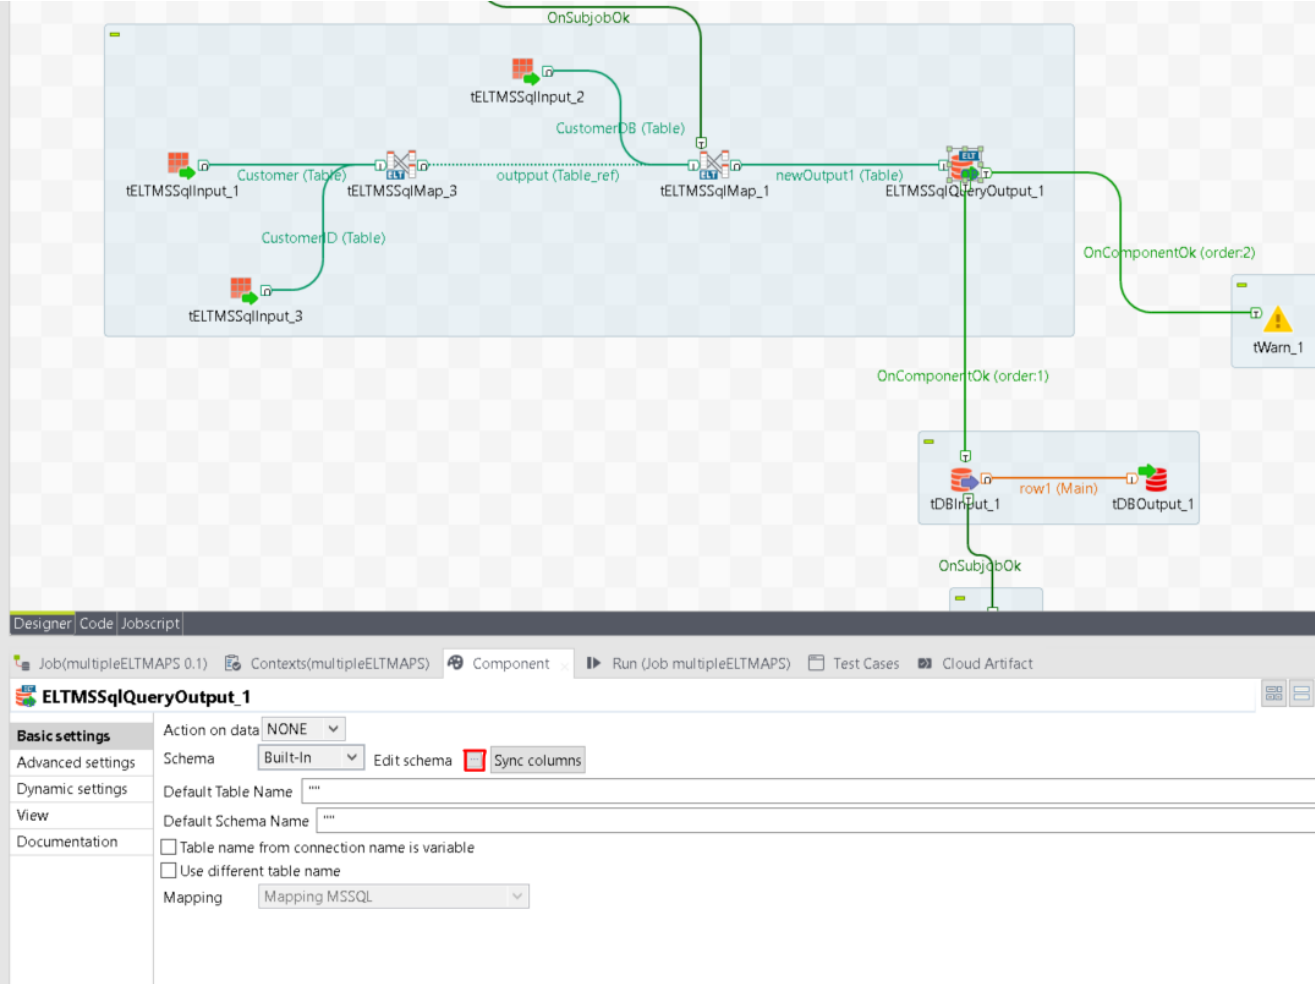 OnSubjobOk
tELTMSSqlInput_2
CustomerDB (Table)
Customer (Table)
outpput (Table_ref)
newOutput1 (Table)
tELTMSSqlInput_1
tELTMSSqlMap_3
tELTMSSqlMap_1
ELTMSSqlQueryOutput_1
ELT
ELT
ELT
CustomerID (Table)
OnComponentOk (order:2)
tELTMSSqlInput_3
tWarn_1
OnComponentOk (order:1)
row1 (Main)
tDBInput_1
tDBOutput_1
OnSubjobOk
Designer Code Jobscript
Job(multipleELTMAPS 0.1) Contexts(multipleELTMAPS) Component Run (Job multipleELTMAPS) Test Cases Cloud Artifact
ELTMSSqlQueryOutput_1
Basic settings
Advanced settings
Dynamic settings
View
Documentation
Action on data NONE
Schema Built-In Edit schema ... Sync columns
Default Table Name ""
Default Schema Name ""
Table name from connection name is variable
Use different table name
Mapping Mapping MSSQL